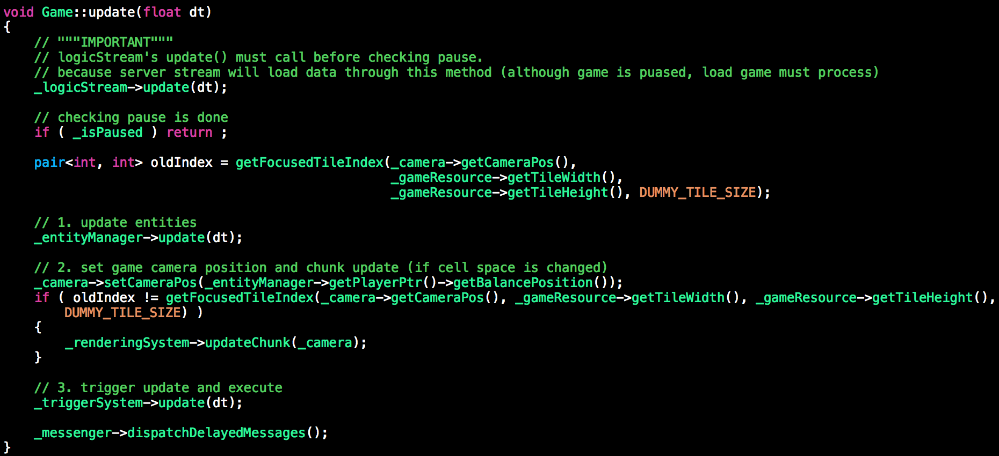 void Game::update(float dt)
{
    // """IMPORTANT"""
    // logicStream's update() must call before checking pause.
    // because server stream will load data through this method (although game is puased, load game must process)
    _logicStream->update(dt);

    // checking pause is done
    if ( _isPaused ) return ;

    pair<int, int> oldIndex = getFocusedTileIndex(_camera->getCameraPos(),
                                                  _gameResource->getTileWidth(),
                                                  _gameResource->getTileHeight(), DUMMY_TILE_SIZE);

    // 1. update entities
    _entityManager->update(dt);

    // 2. set game camera position and chunk update (if cell space is changed)
    _camera->setCameraPos(_entityManager->getPlayerPtr()->getBalancePosition());
    if ( oldIndex != getFocusedTileIndex(_camera->getCameraPos(), _gameResource->getTileWidth(), _gameResource->getTileHeight(),
        DUMMY_TILE_SIZE) )
    {
        _renderingSystem->updateChunk(_camera);
    }

    // 3. trigger update and execute
    _triggerSystem->update(dt);

    _messenger->dispatchDelayedMessages();
}